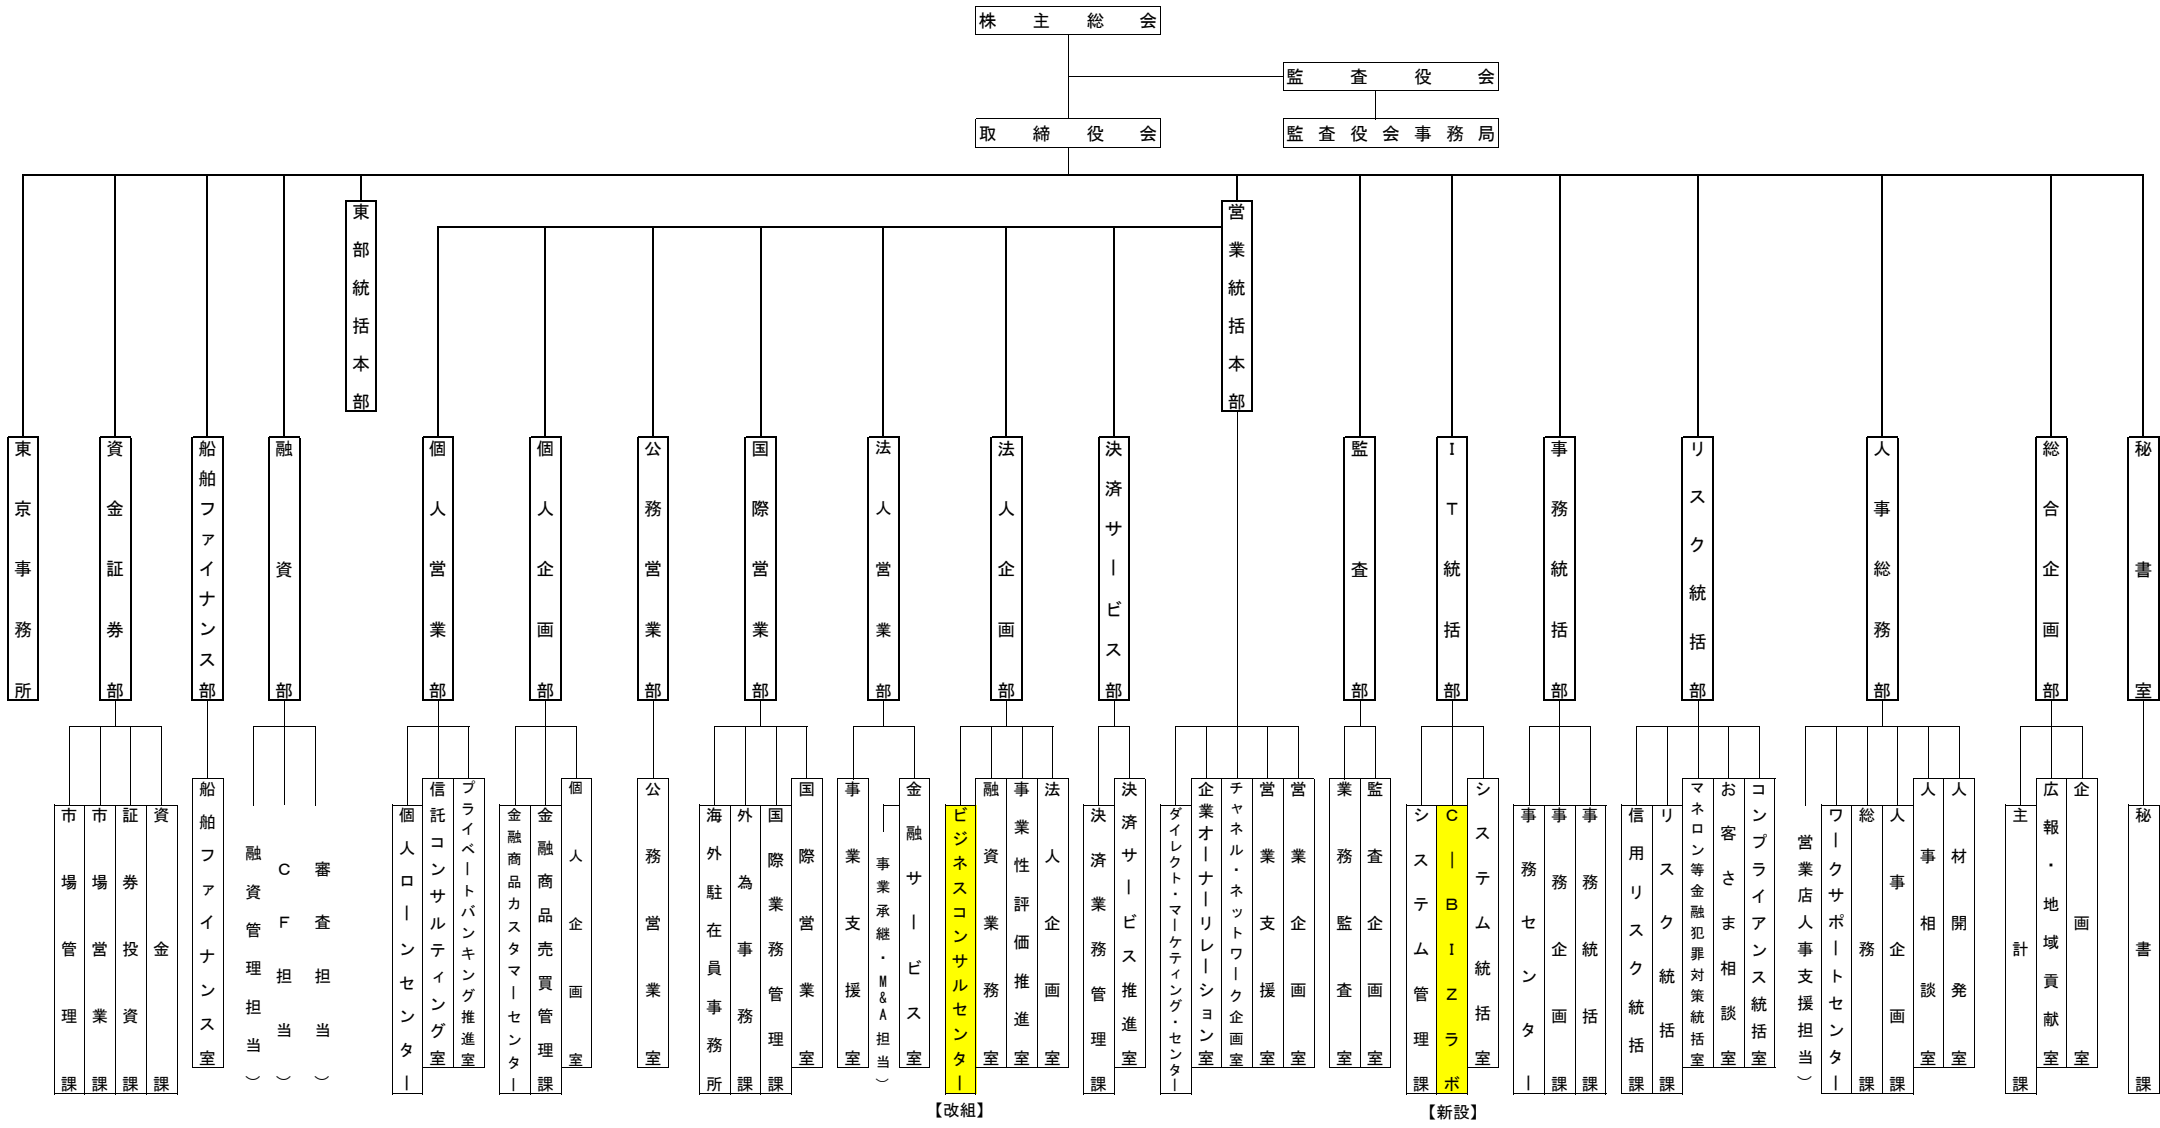 株主総会
監査役会
取締役会
監査役会事務局
東部統括本部
営業統括本部
東京事務所
資金証券部
船舶ファイナンス部
融資部
個人営業部
個人企画部
公務営業部
国際営業部
法人営業部
法人企画部
決済サービス部
監査部
IT統括部
事務統括部
リスク統括部
人事総務部
総合企画部
秘書室
市場管理課
市場営業課
証券投資課
資金課
船舶ファイナンス室
融資管理担当)
CF担当)
審査担当)
個人ローンセンター
信託コンサルティング室
プライベートバンキング推進室
金融商品カスタマーセンター
金融商品売買管理課
個人企画室
公務営業室
海外駐在員事務所
外為事務課
国際業務管理課
国際営業室
事業支援室
事業承継・M&A担当)
金融サービス室
ビジネスコンサルセンター
融資業務室
事業性評価推進室
法人企画室
決済業務管理課
決済サービス推進室
ダイレクト・マーケティング・センター
企業オーナーリレーション室
チャネル・ネットワーク企画室
営業支援室
営業企画室
業務監査室
監査企画室
システム管理課
C-BIZラボ
システム統括室
事務センター
事務企画課
事務統括課
信用リスク統括課
リスク統括課
マネロン等金融犯罪対策統括室
お客さま相談室
コンプライアンス統括室
営業店人事支援担当)
ワークサポートセンター
総務課
人事企画課
人事相談室
人材開発室
主計課
広報・地域貢献室
企画室
秘書課
【改組】
【新設】